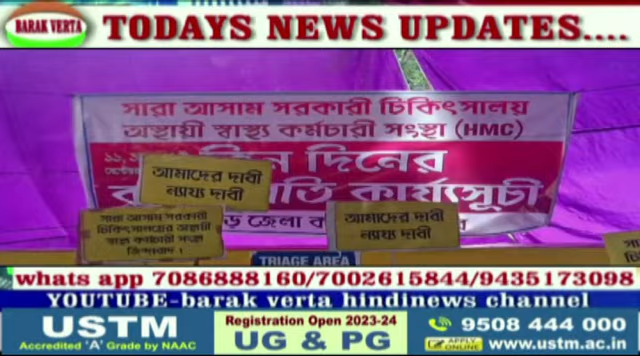 BARAK VERTA
TODAYS NEWS UPDATES....
সারা আসাম সরকারী চিকিৎসালয়
অস্থায়ী স্বাস্থ্য কর্মচারী সংস্থা (HMC)
দিনের
কার্য্যসূচী
জেলা
আমাদের দাবী
ন্যয্য দাবী
আমাদের দাবী
ন্যয্য দাবী
সারা আসাম সরকারী
চিকিৎসালয়ের অস্থায়ী
স্বাস্থ্য কর্মচারী সংস্থা
জিন্দাবাদ।
TRIAGE AREA
whats app 7086888160/7002615844/9435173098
YOUTUBE-barak verta hindinews channel
USTM
Accredited 'A' Grade by NAAC
Registration Open 2023-24
UG & PG
9508 444 000
APPLY ONLINE
www.ustm.ac.in